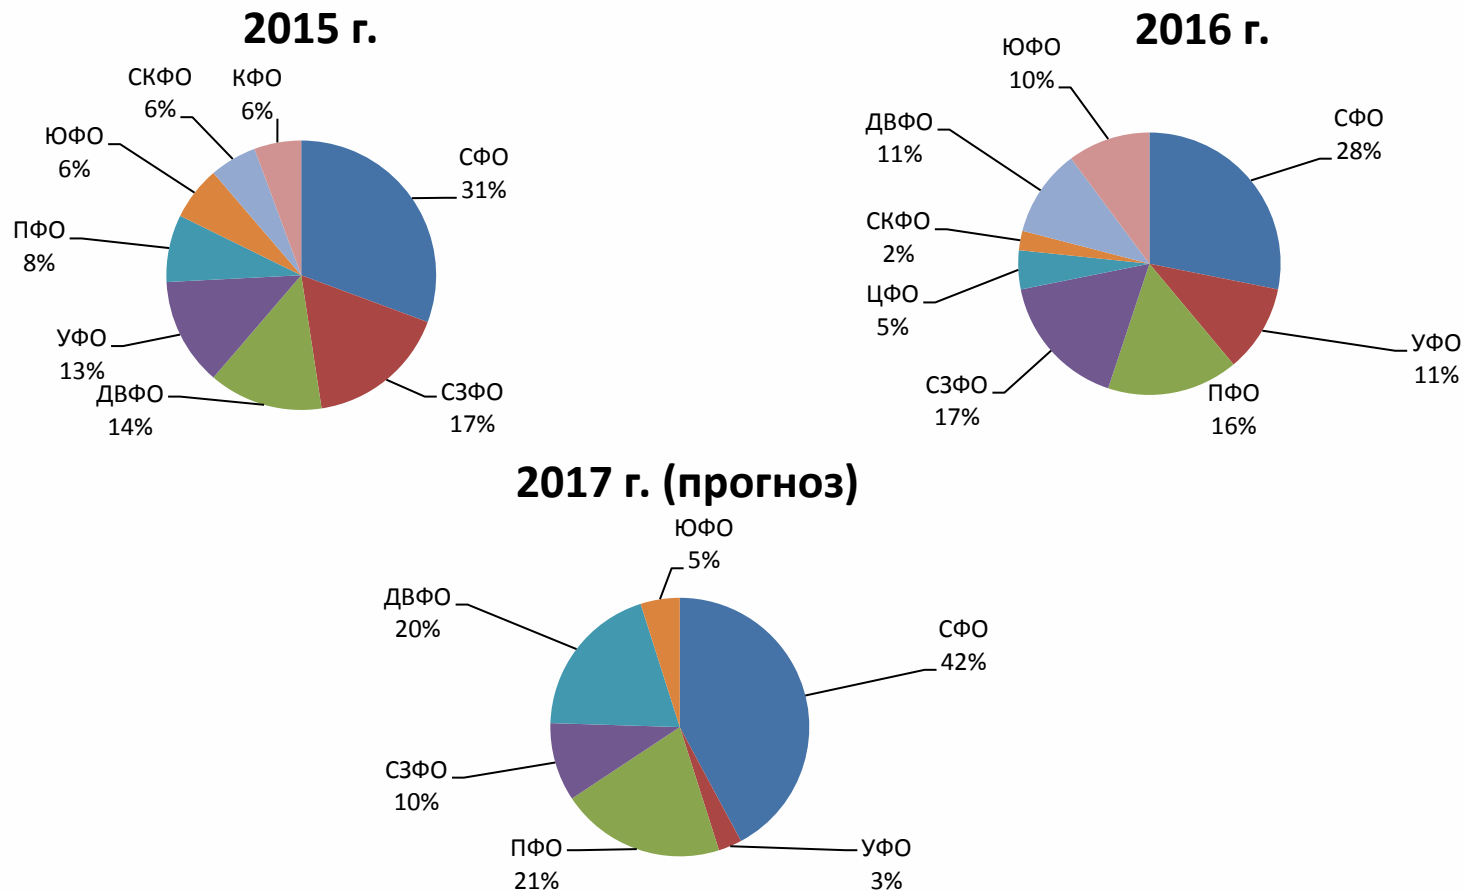 2015 г.
СКФО
6%
КФО
6%
ЮФО
6%
СФО
31%
ПФО
8%
УФО
13%
ДВФО
14%
СЗФО
17%
2016 г.
ЮФО
10%
ДВФО
11%
СФО
28%
СКФО
2%
ЦФО
5%
УФО
11%
СЗФО
17%
ПФО
16%
2017 г. (прогноз)
ЮФО
5%
ДВФО
20%
СФО
42%
СЗФО
10%
ПФО
21%
УФО
3%